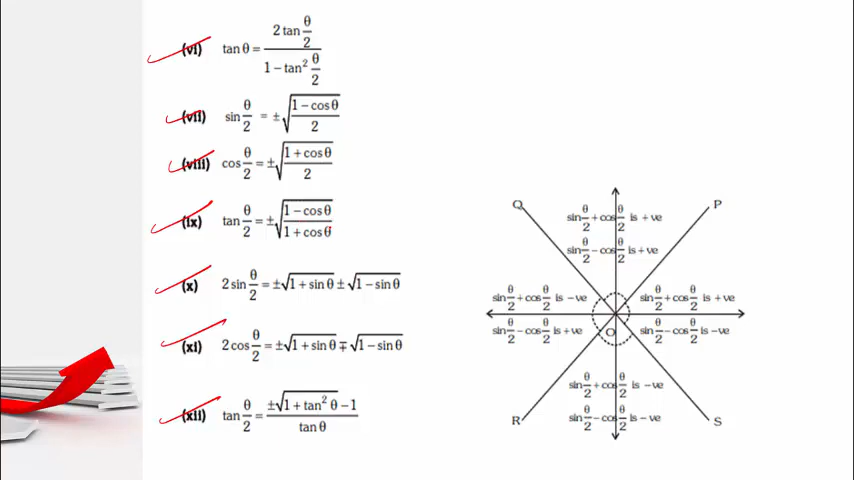 (vi) tan θ = 2 tan θ/2 / 1 − tan² θ/2
(vii) sin θ/2 = ±√(1 − cos θ / 2)
(viii) cos θ/2 = ±√(1 + cos θ / 2)
(ix) tan θ/2 = ±√(1 − cos θ / 1 + cos θ)
(x) 2 sin θ/2 = ±√(1 + sin θ) ± √(1 − sin θ)
(xi) 2 cos θ/2 = ±√(1 + sin θ) ∓ √(1 − sin θ)
(xii) tan θ/2 = ±√(1 + tan² θ) − 1 / tan θ
Q P
sin θ/2 + cos θ/2 is +ve
sin θ/2 − cos θ/2 is +ve
sin θ/2 + cos θ/2 is −ve
sin θ/2 − cos θ/2 is +ve
sin θ/2 + cos θ/2 is +ve
sin θ/2 − cos θ/2 is −ve
O
sin θ/2 + cos θ/2 is −ve
sin θ/2 − cos θ/2 is −ve
R S